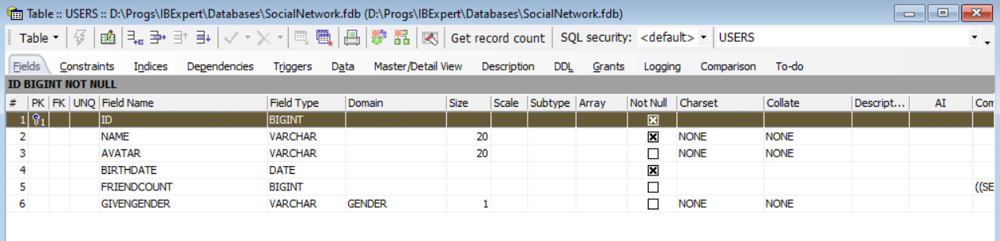 Table :: USERS :: D:\Progs\IBExpert\Databases\SocialNetwork.fdb (D:\Progs\IBExpert\Databases\SocialNetwork.fdb)
Table Get record count SQL security: <default> USERS
Fields Constraints Indices Dependencies Triggers Data Master/Detail View Description DDL Grants Logging Comparison To-do
ID BIGINT NOT NULL
# PK FK UNQ Field Name Field Type Domain Size Scale Subtype Array Not Null Charset Collate Descript... AI Com
1 1 ID BIGINT
2 NAME VARCHAR 20 NONE NONE
3 AVATAR VARCHAR 20 NONE NONE
4 BIRTHDATE DATE
5 FRIENDCOUNT BIGINT ((SE
6 GIVENGENDER VARCHAR GENDER 1 NONE NONE